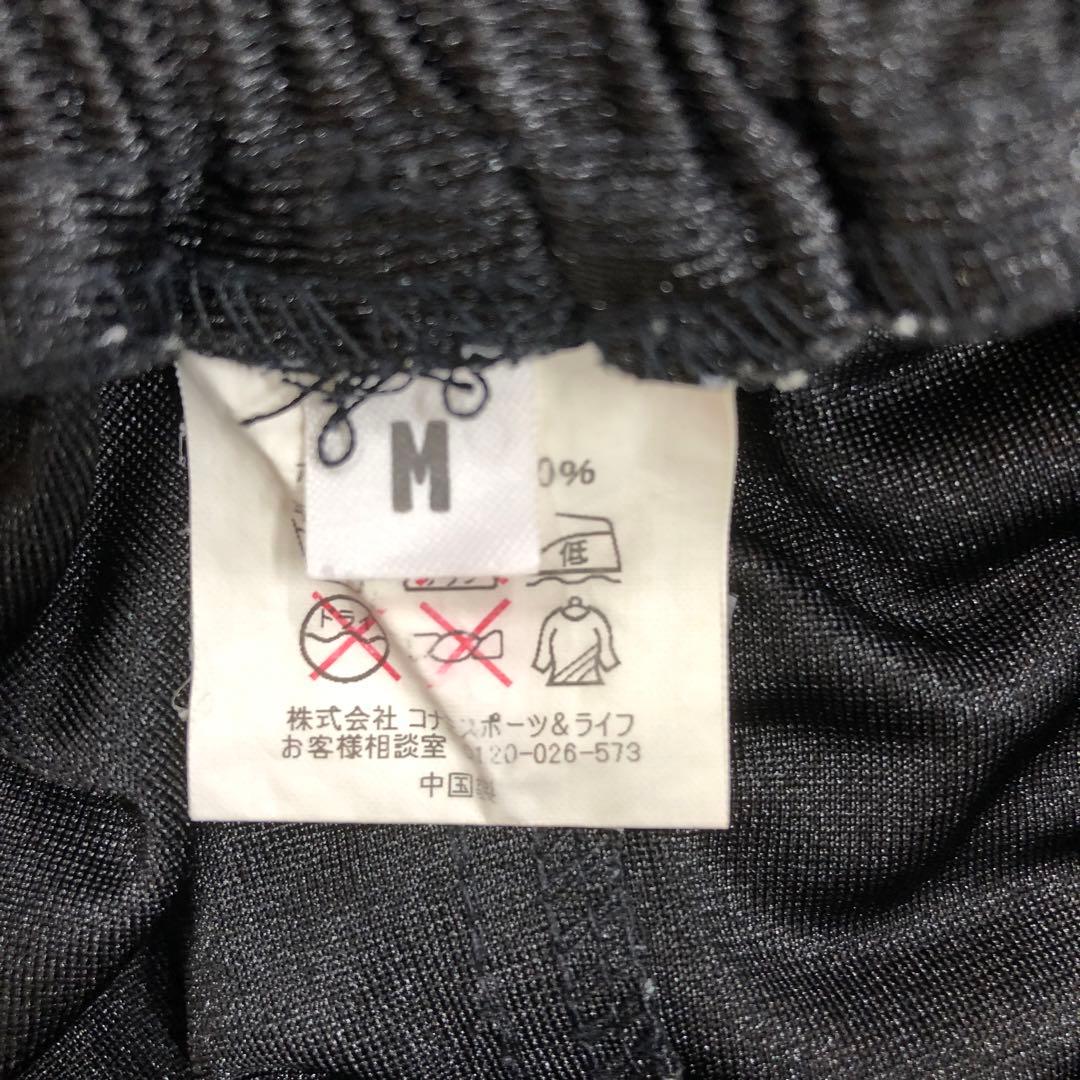 M
0%
低
ドライ
株式会社 コナ スポーツ&ライフ
お客様相談室 0120-026-573
中国製